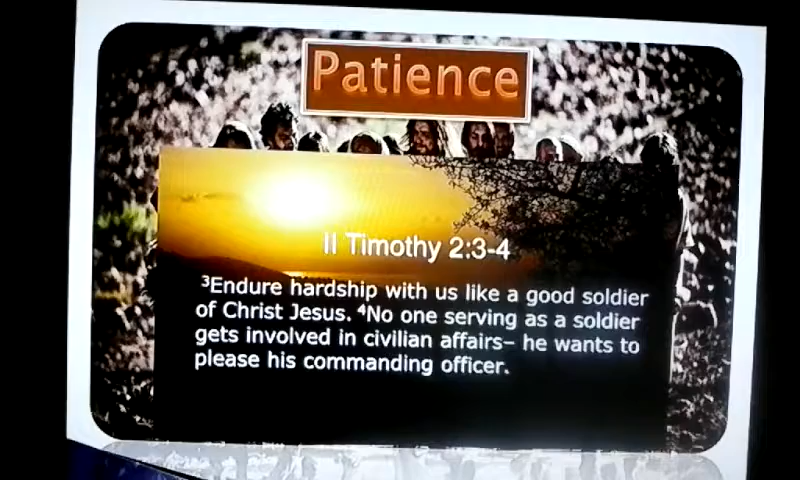 Patience
II Timothy 2:3-4
³Endure hardship with us like a good soldier
of Christ Jesus. ⁴No one serving as a soldier
gets involved in civilian affairs– he wants to
please his commanding officer.